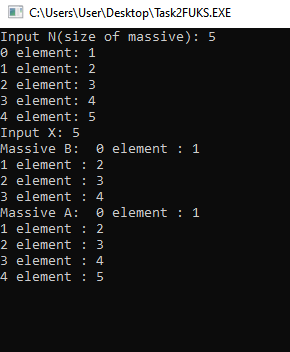 C:\Users\User\Desktop\Task2FUKS.EXE
Input N(size of massive): 5
0 element: 1
1 element: 2
2 element: 3
3 element: 4
4 element: 5
Input X: 5
Massive B:  0 element : 1
1 element : 2
2 element : 3
3 element : 4
Massive A:  0 element : 1
1 element : 2
2 element : 3
3 element : 4
4 element : 5